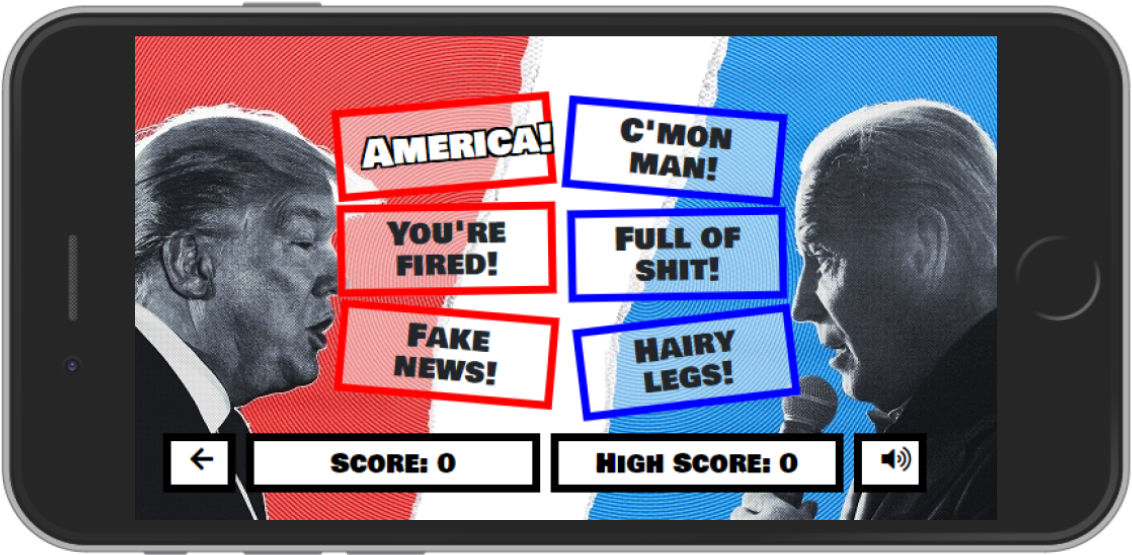 America!
C'mon
man!
You're
fired!
Full of
shit!
Fake
news!
Hairy
legs!
Score: 0
High Score: 0